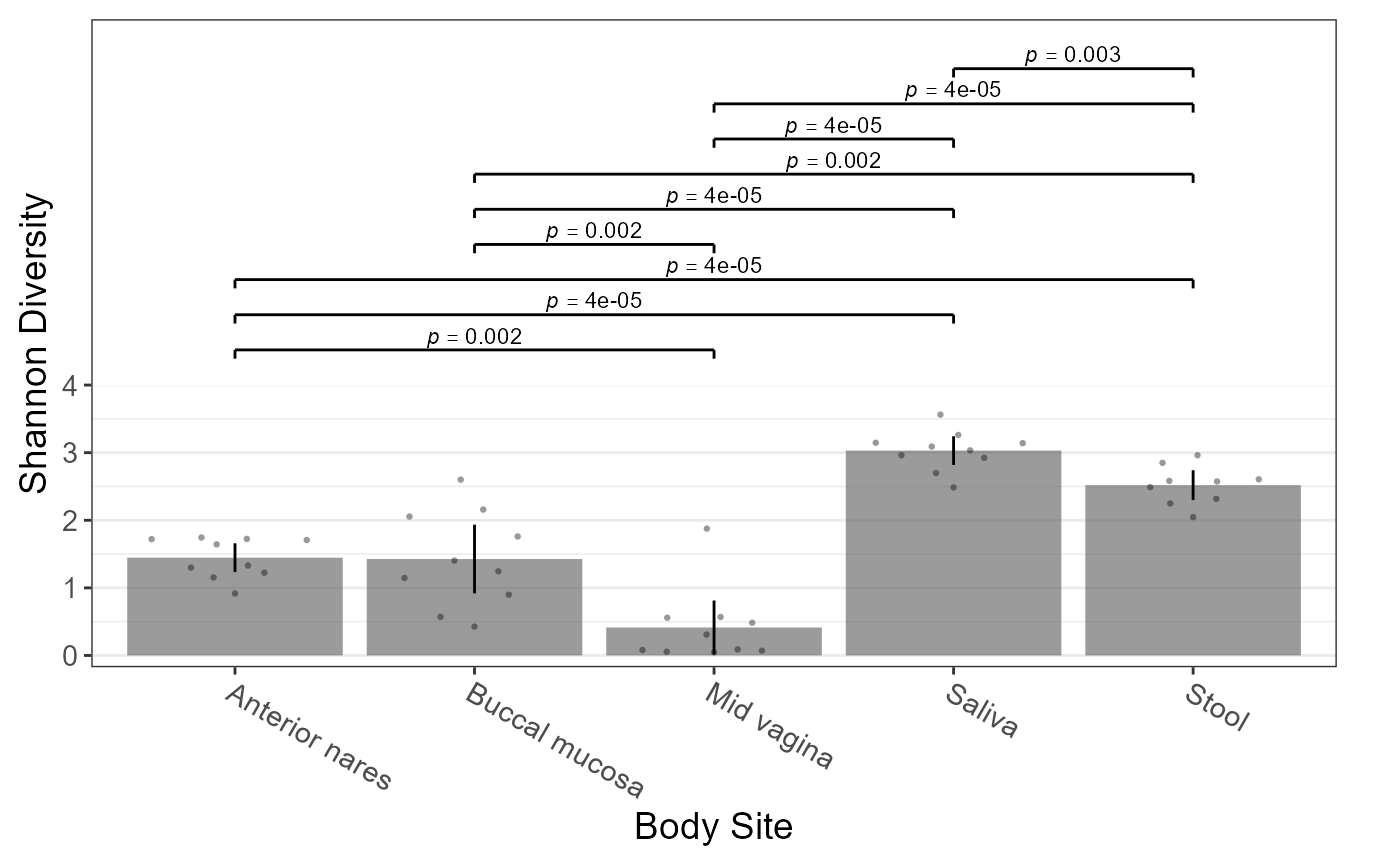 p = 0.003
p = 4e-05
p = 4e-05
p = 0.002
p = 4e-05
p = 0.002
p = 4e-05
p = 4e-05
p = 0.002
Shannon Diversity
4
3
2
1
0
Anterior nares
Buccal mucosa
Mid vagina
Saliva
Stool
Body Site